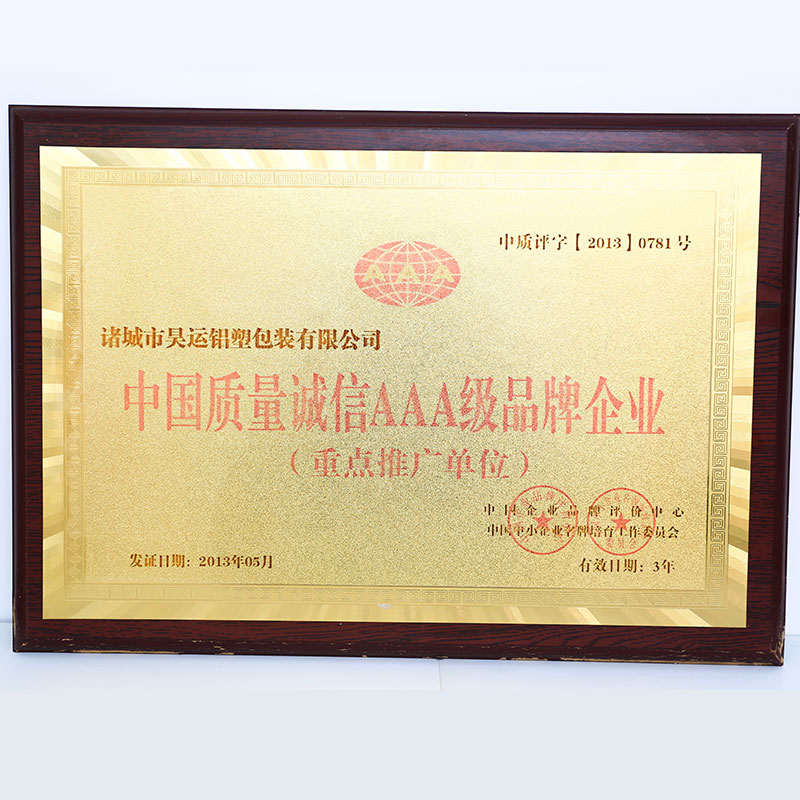 中质评字【2013】0781号
AAA
诸城市昊运铝塑包装有限公司
中国质量诚信AAA级品牌企业
（重点推广单位）
中国企业品牌评价中心
中国中小企业名牌培育工作委员会
发证日期：2013年05月
有效日期：3年